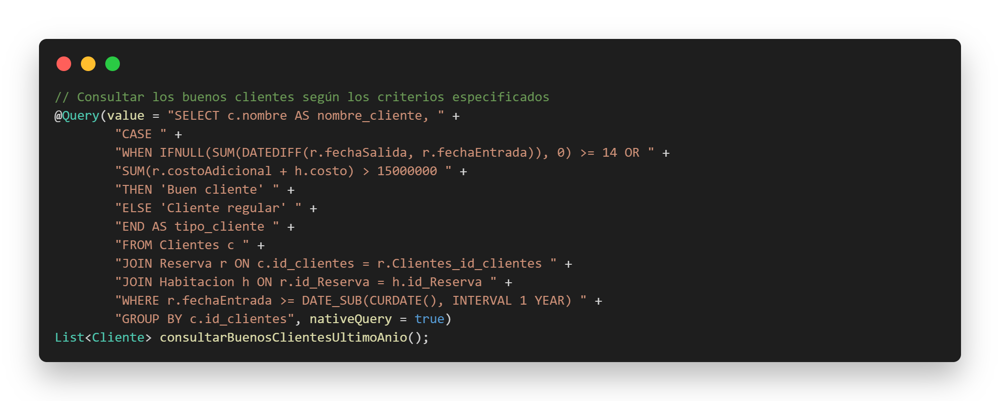 // Consultar los buenos clientes según los criterios especificados
@Query(value = "SELECT c.nombre AS nombre_cliente, " +
        "CASE " +
        "WHEN IFNULL(SUM(DATEDIFF(r.fechaSalida, r.fechaEntrada)), 0) >= 14 OR " +
        "SUM(r.costoAdicional + h.costo) > 15000000 " +
        "THEN 'Buen cliente' " +
        "ELSE 'Cliente regular' " +
        "END AS tipo_cliente " +
        "FROM Clientes c " +
        "JOIN Reserva r ON c.id_clientes = r.Clientes_id_clientes " +
        "JOIN Habitacion h ON r.id_Reserva = h.id_Reserva " +
        "WHERE r.fechaEntrada >= DATE_SUB(CURDATE(), INTERVAL 1 YEAR) " +
        "GROUP BY c.id_clientes", nativeQuery = true)
List<Cliente> consultarBuenosClientesUltimoAnio();